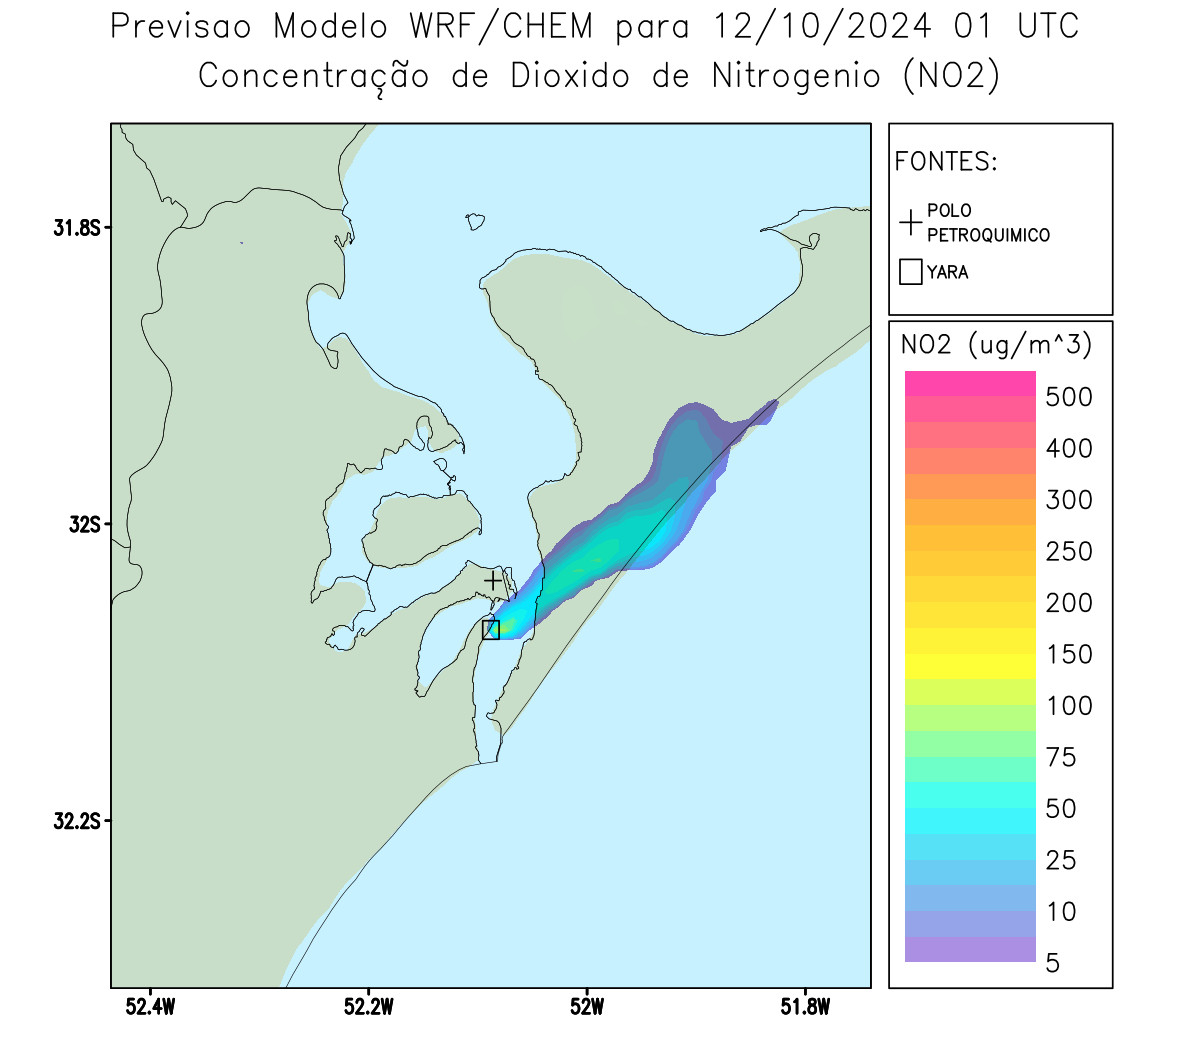 Previsao Modelo WRF/CHEM para 12/10/2024 01 UTC
Concentração de Dioxido de Nitrogenio (NO2)
FONTES:
POLO
PETROQUIMICO
YARA
31.8S
32S
32.2S
52.4W
52.2W
52W
51.8W
NO2 (ug/m^3)
500
400
300
250
200
150
100
75
50
25
10
5